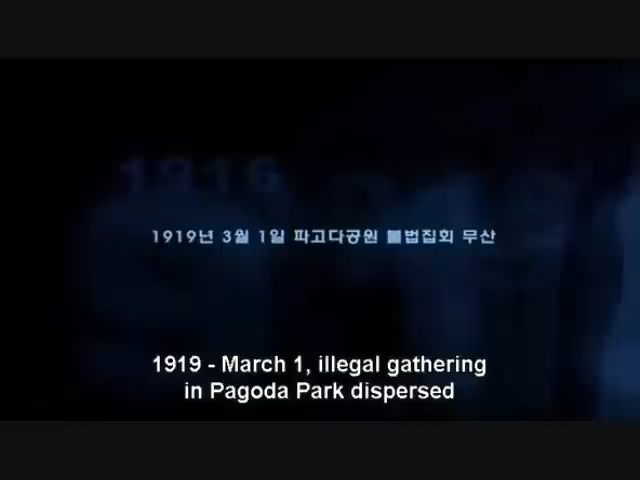 1916
1919년 3월 1일 파고다공원 불법집회 무산
1919 - March 1, illegal gathering
in Pagoda Park dispersed